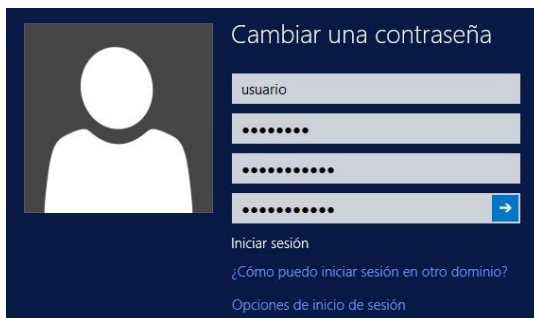 Cambiar una contraseña
usuario
●●●●●●●●
●●●●●●●●●●●
●●●●●●●●●●●
Iniciar sesión
¿Cómo puedo iniciar sesión en otro dominio?
Opciones de inicio de sesión